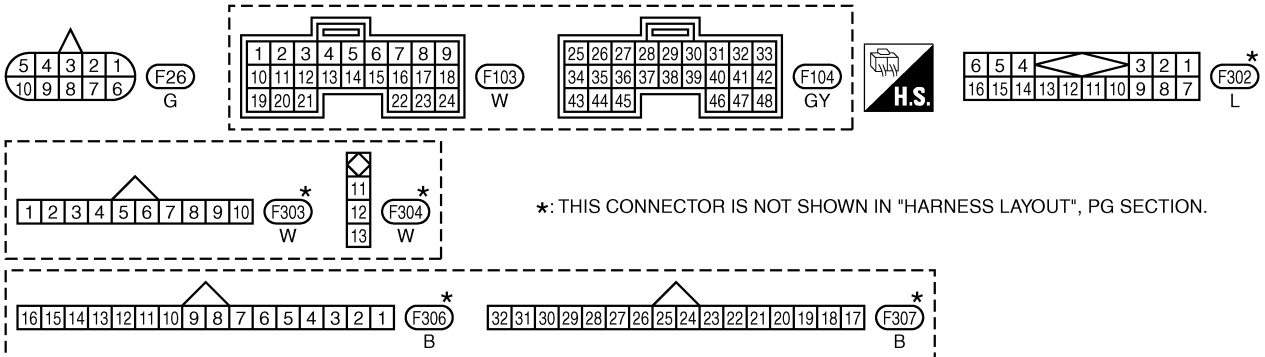 5 4 3 2 1
10 9 8 7 6
F26
G
1 2 3 4 5 6 7 8 9
10 11 12 13 14 15 16 17 18
19 20 21 22 23 24
F103
W
25 26 27 28 29 30 31 32 33
34 35 36 37 38 39 40 41 42
43 44 45 46 47 48
F104
GY
H.S.
6 5 4 3 2 1
16 15 14 13 12 11 10 9 8 7
*
F302
L
1 2 3 4 5 6 7 8 9 10
*
F303
W
11
12
13
*
F304
W
*: THIS CONNECTOR IS NOT SHOWN IN "HARNESS LAYOUT", PG SECTION.
16 15 14 13 12 11 10 9 8 7 6 5 4 3 2 1
*
F306
B
32 31 30 29 28 27 26 25 24 23 22 21 20 19 18 17
*
F307
B